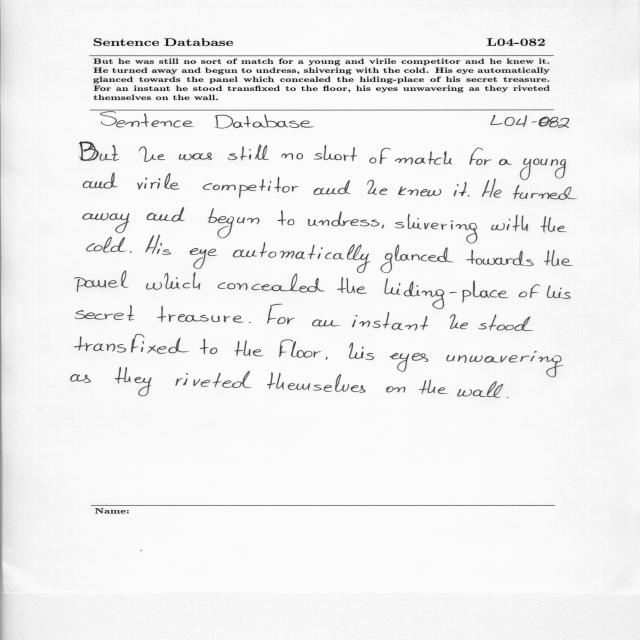 Sentence Database L04-082
But he was still no sort of match for a young and virile competitor and he knew it.
He turned away and begun to undress, shivering with the cold. His eye automatically
glanced towards the panel which concealed the hiding-place of his secret treasure.
For an instant he stood transfixed to the floor, his eyes unwavering as they riveted
themselves on the wall.
Sentence Database L04-082
But he was still no short of match for a young
and virile competitor and he knew it. He turned
away and begun to undress, shivering with the
cold. His eye automatically glanced towards the
panel which concealed the hiding-place of his
secret treasure. For an instant he stood
transfixed to the floor, his eyes unwavering
as they riveted themselves on the wall.
Name: